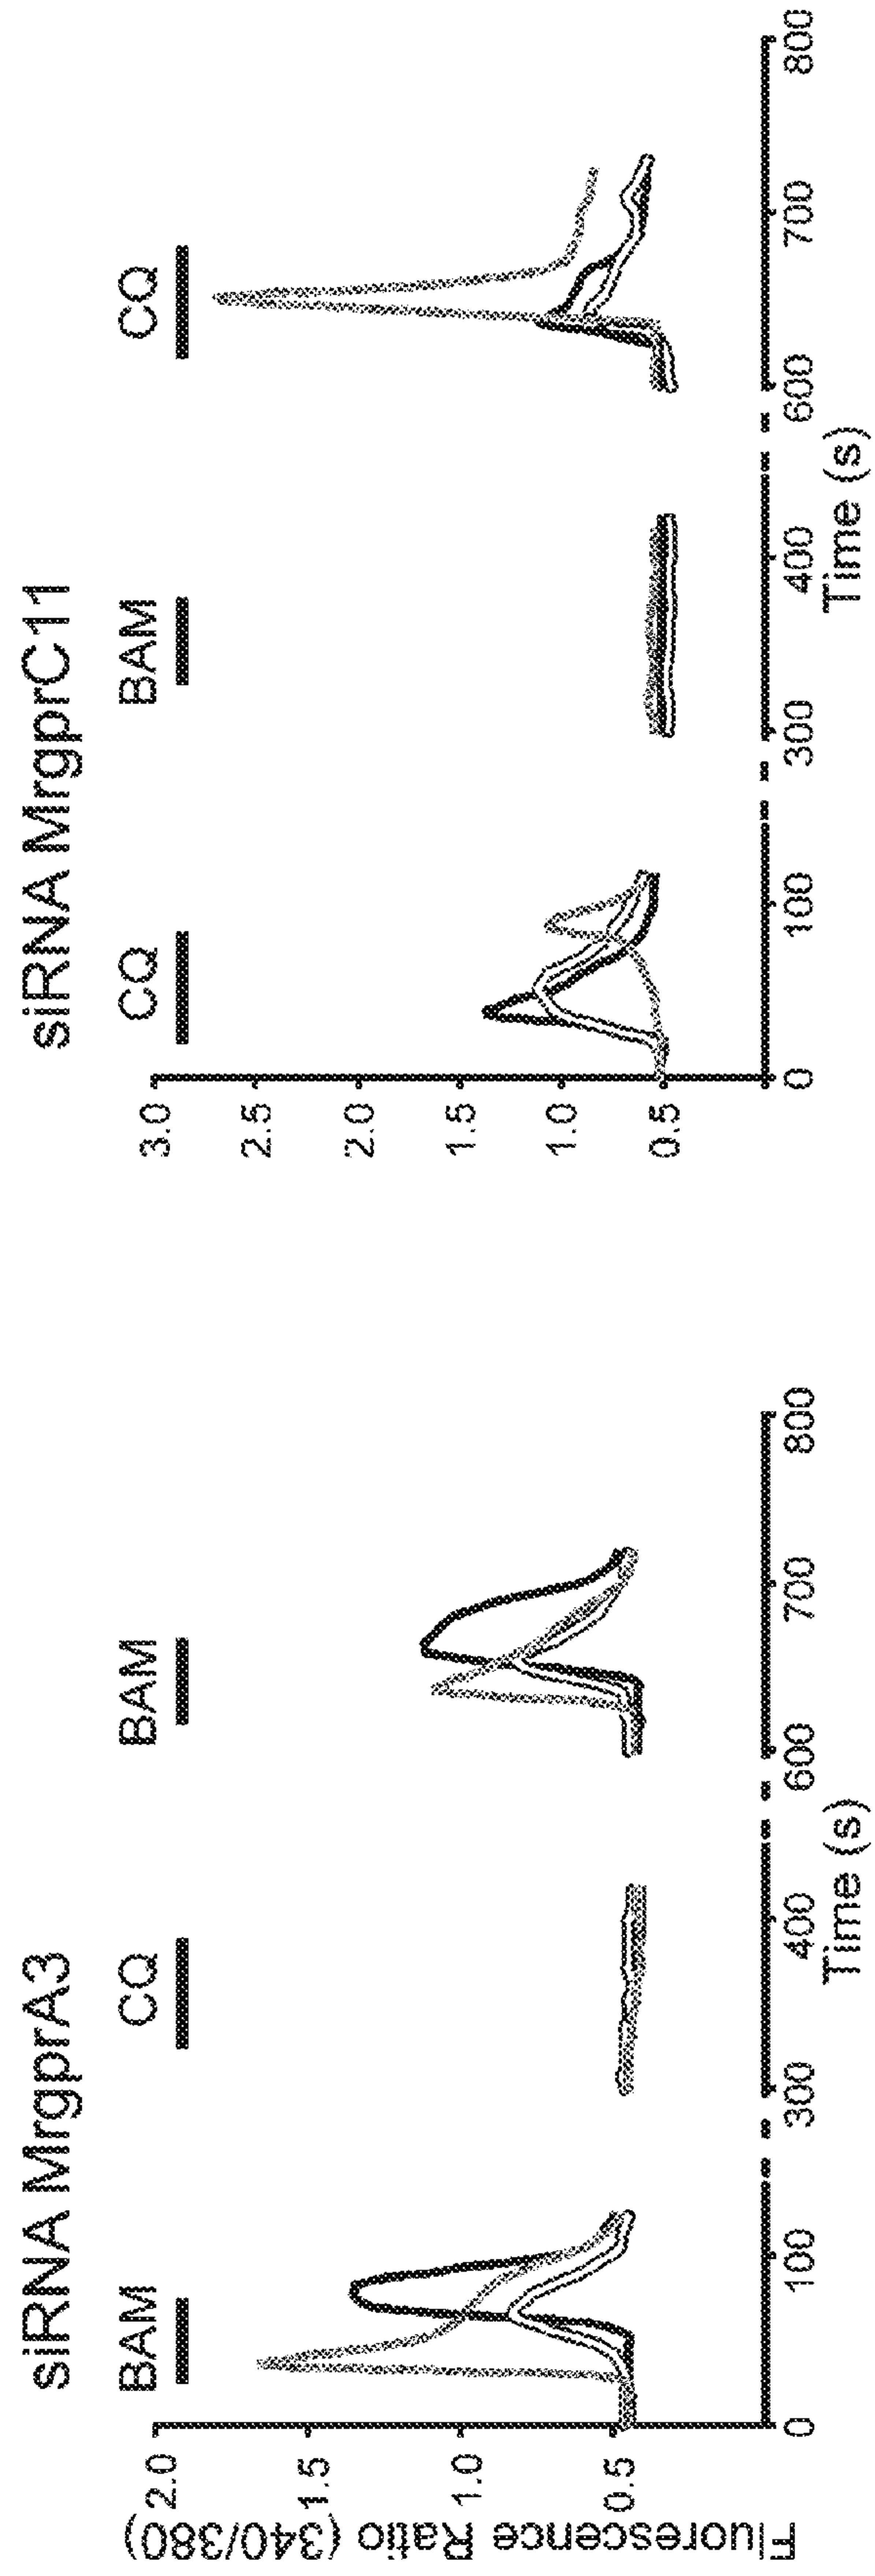 siRNA MrgprA3
BAM CQ BAM
2.0
1.5
1.0
0.5
Fluorescence Ratio (340/380)
0 100 300 400 600 700 800
Time (s)
siRNA MrgprC11
CQ BAM CQ
3.0
2.5
2.0
1.5
1.0
0.5
0 100 300 400 600 700 800
Time (s)